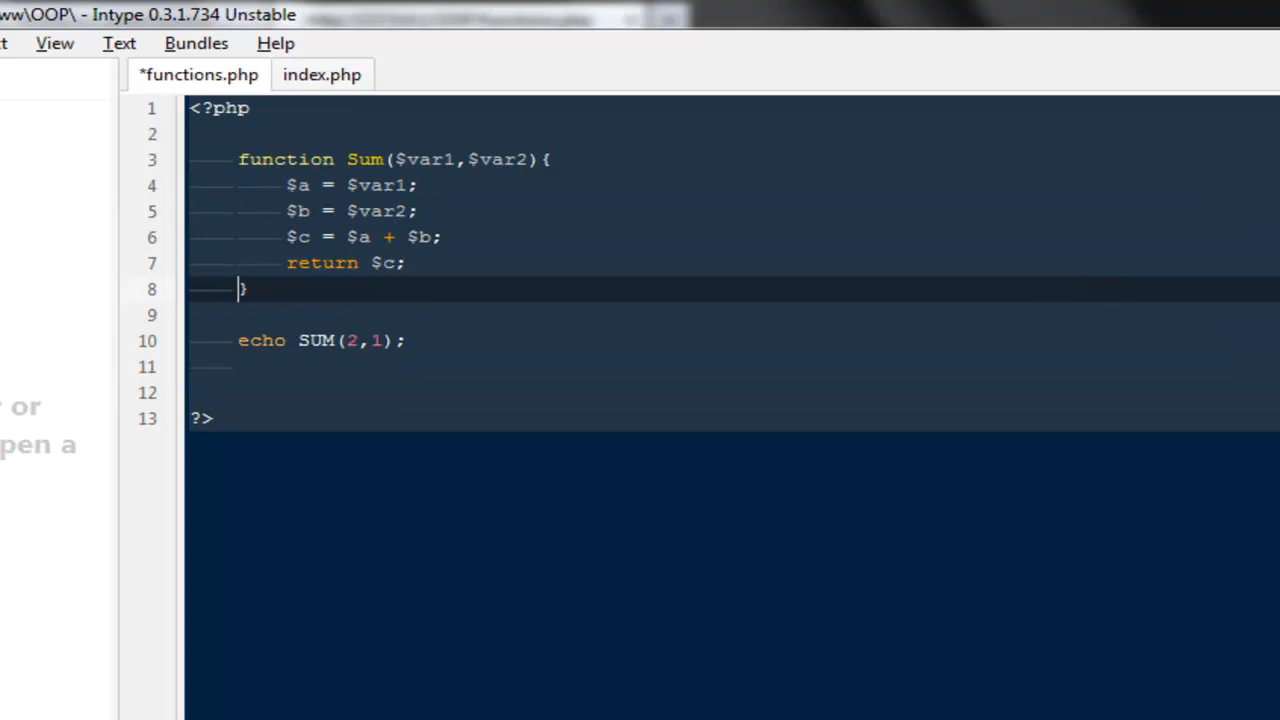 ww\OOP\ - Intype 0.3.1.734 Unstable
t View Text Bundles Help
*functions.php index.php
1 <?php
2
3 function Sum($var1,$var2){
4 $a = $var1;
5 $b = $var2;
6 $c = $a + $b;
7 return $c;
8 }
9
10 echo SUM(2,1);
11
12
13 ?>
or
pen a